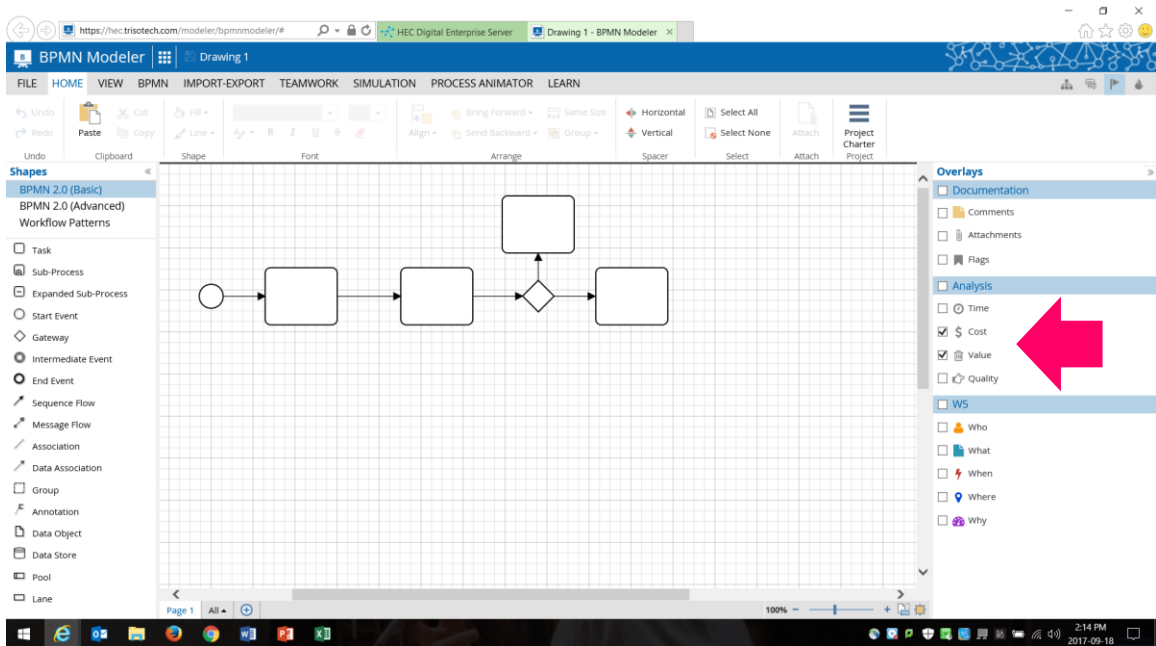 https://hec.trisotech.com/modeler/bpmnmodeler/#
HEC Digital Enterprise Server
Drawing 1 - BPMN Modeler
BPMN Modeler
Drawing 1
FILE HOME VIEW BPMN IMPORT-EXPORT TEAMWORK SIMULATION PROCESS ANIMATOR LEARN
Undo Paste Cut Fill Bring Forward Same Size Horizontal Select All
Redo Copy Line B I U S Align Send Backward Group Vertical Select None Attach Project Charter
Undo Clipboard Shape Font Arrange Spacer Select Attach Project
Shapes
BPMN 2.0 (Basic)
BPMN 2.0 (Advanced)
Workflow Patterns
Task
Sub-Process
Expanded Sub-Process
Start Event
Gateway
Intermediate Event
End Event
Sequence Flow
Message Flow
Association
Data Association
Group
Annotation
Data Object
Data Store
Pool
Lane
Overlays
Documentation
Comments
Attachments
Flags
Analysis
Time
Cost
Value
Quality
W5
Who
What
When
Where
Why
Page 1 All
100%
2:14 PM
2017-09-18